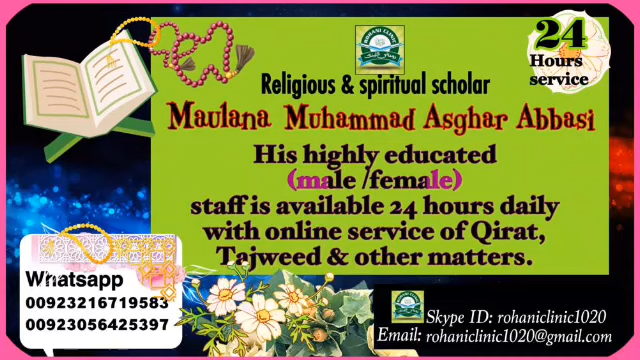 24
Hours
service
ROHANI CLINIC
Religious & spiritual scholar
Maulana Muhammad Asghar Abbasi
His highly educated
(male /female)
staff is available 24 hours daily
with online service of Qirat,
Tajweed & other matters.
Whatsapp
00923216719583
00923056425397
Skype ID: rohaniclinic1020
Email: rohaniclinic1020@gmail.com